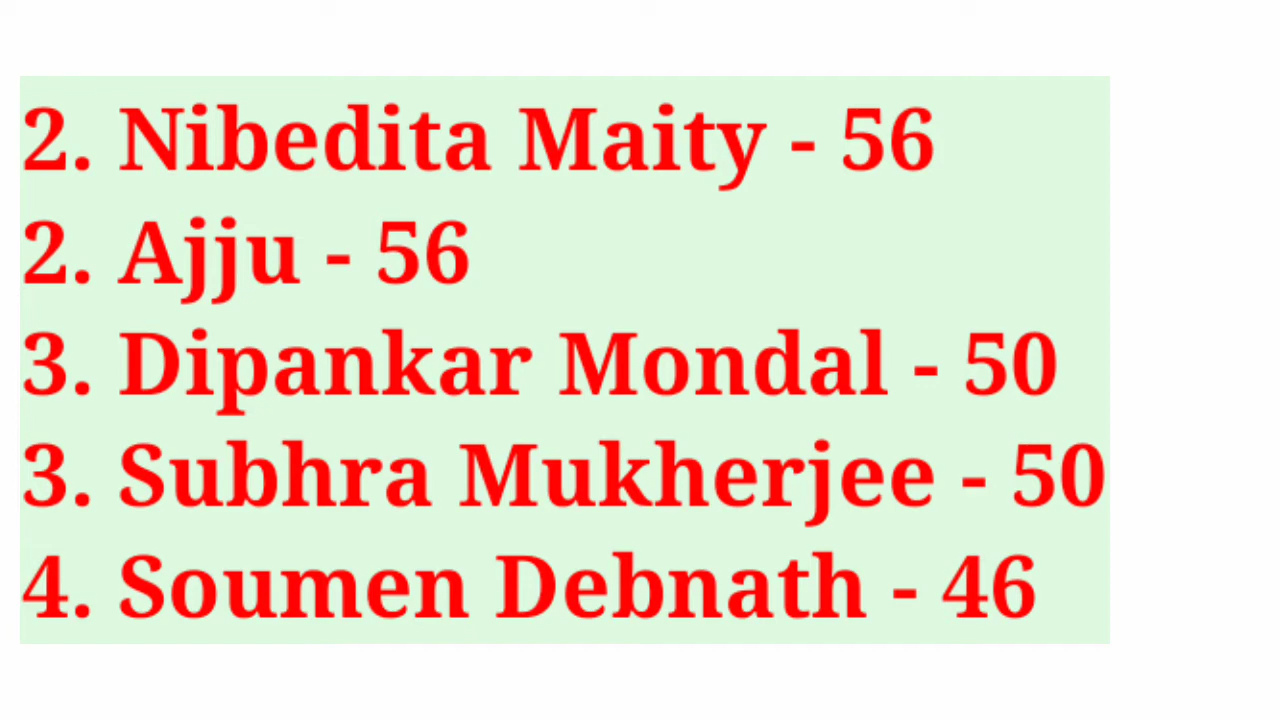 2. Nibedita Maity - 56
2. Ajju - 56
3. Dipankar Mondal - 50
3. Subhra Mukherjee - 50
4. Soumen Debnath - 46